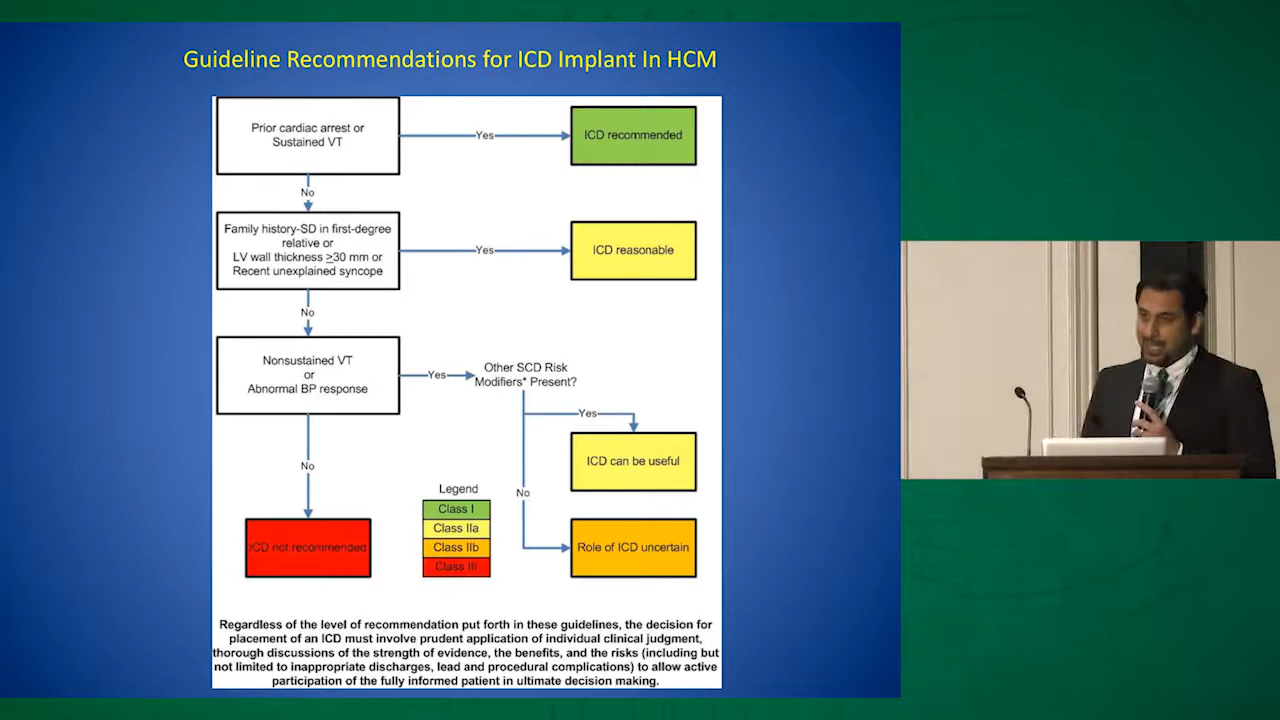 Guideline Recommendations for ICD Implant In HCM
Prior cardiac arrest or
Sustained VT
Yes
ICD recommended
No
Family history-SD in first-degree
relative or
LV wall thickness ≥30 mm or
Recent unexplained syncope
Yes
ICD reasonable
No
Nonsustained VT
or
Abnormal BP response
Yes
Other SCD Risk
Modifiers* Present?
Yes
ICD can be useful
No
No
Legend
Class I
Class IIa
Class IIb
Class III
ICD not recommended
Role of ICD uncertain
Regardless of the level of recommendation put forth in these guidelines, the decision for
placement of an ICD must involve prudent application of individual clinical judgment,
thorough discussions of the strength of evidence, the benefits, and the risks (including but
not limited to inappropriate discharges, lead and procedural complications) to allow active
participation of the fully informed patient in ultimate decision making.